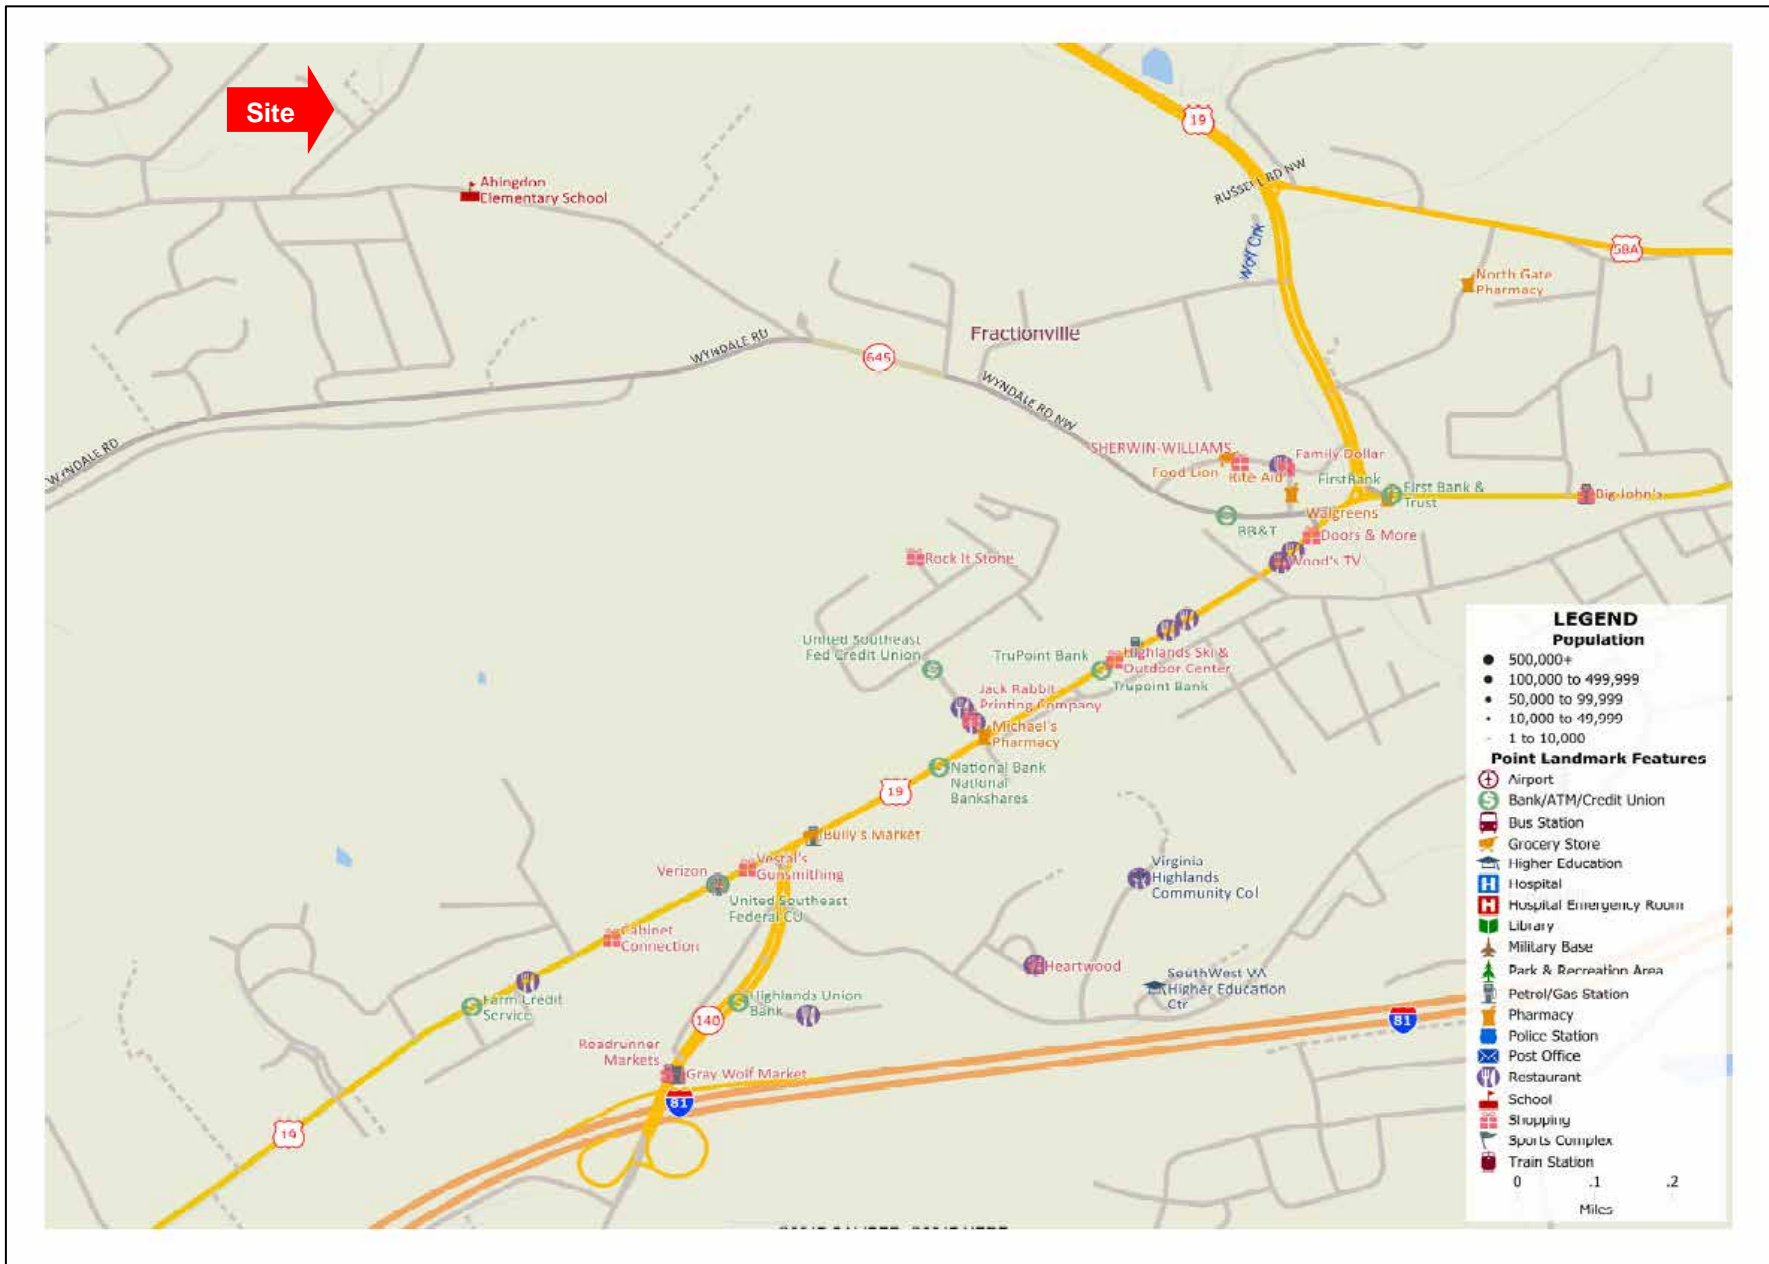 Site
19
RUSSELL RD NW
Abingdon
Elementary School
58A
Wolf Crk
North Gate
Pharmacy
Fractionville
WYNDALE RD
645
WYNDALE RD NW
WYNDALE RD
SHERWIN-WILLIAMS
Family Dollar
Food Lion
Rite Aid
FirstBank
First Bank &
Trust
Big John's
Walgreens
BB&T
Doors & More
Wood's TV
Rock It Stone
United Southeast
Fed Credit Union
TruPoint Bank
Highlands Ski &
Outdoor Center
Trupoint Bank
Jack Rabbit
Printing Company
Michael's
Pharmacy
National Bank
National
Bankshares
19
Bully's Market
Verizon
Vestal's
Gunsmithing
United Southeast
Federal CU
Virginia
Highlands
Community Col
Cabinet
Connection
Heartwood
SouthWest VA
Higher Education
Ctr
Farm Credit
Service
Highlands Union
Bank
140
81
Roadrunner
Markets
Gray Wolf Market
81
19
LEGEND
Population
500,000+
100,000 to 499,999
50,000 to 99,999
10,000 to 49,999
1 to 10,000
Point Landmark Features
Airport
Bank/ATM/Credit Union
Bus Station
Grocery Store
Higher Education
Hospital
Hospital Emergency Room
Library
Military Base
Park & Recreation Area
Petrol/Gas Station
Pharmacy
Police Station
Post Office
Restaurant
School
Shopping
Sports Complex
Train Station
0 .1 .2
Miles